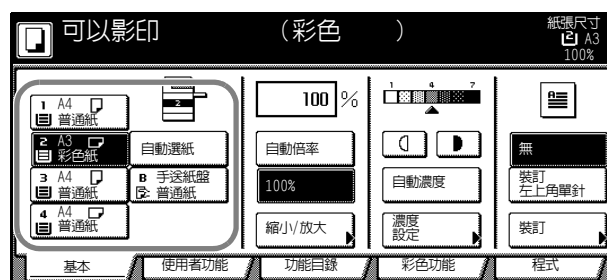 可以影印 （彩色 ）
紙張尺寸
2 A3
100%
1 A4
普通紙
2 A3
彩色紙
3 A4
普通紙
4 A4
普通紙
2
自動選紙
B 手送紙盤
普通紙
100 %
自動倍率
100%
縮小/放大
1 4 7
自動濃度
濃度
設定
無
裝訂
左上角單針
裝訂
基本
使用者功能
功能目錄
彩色功能
程式